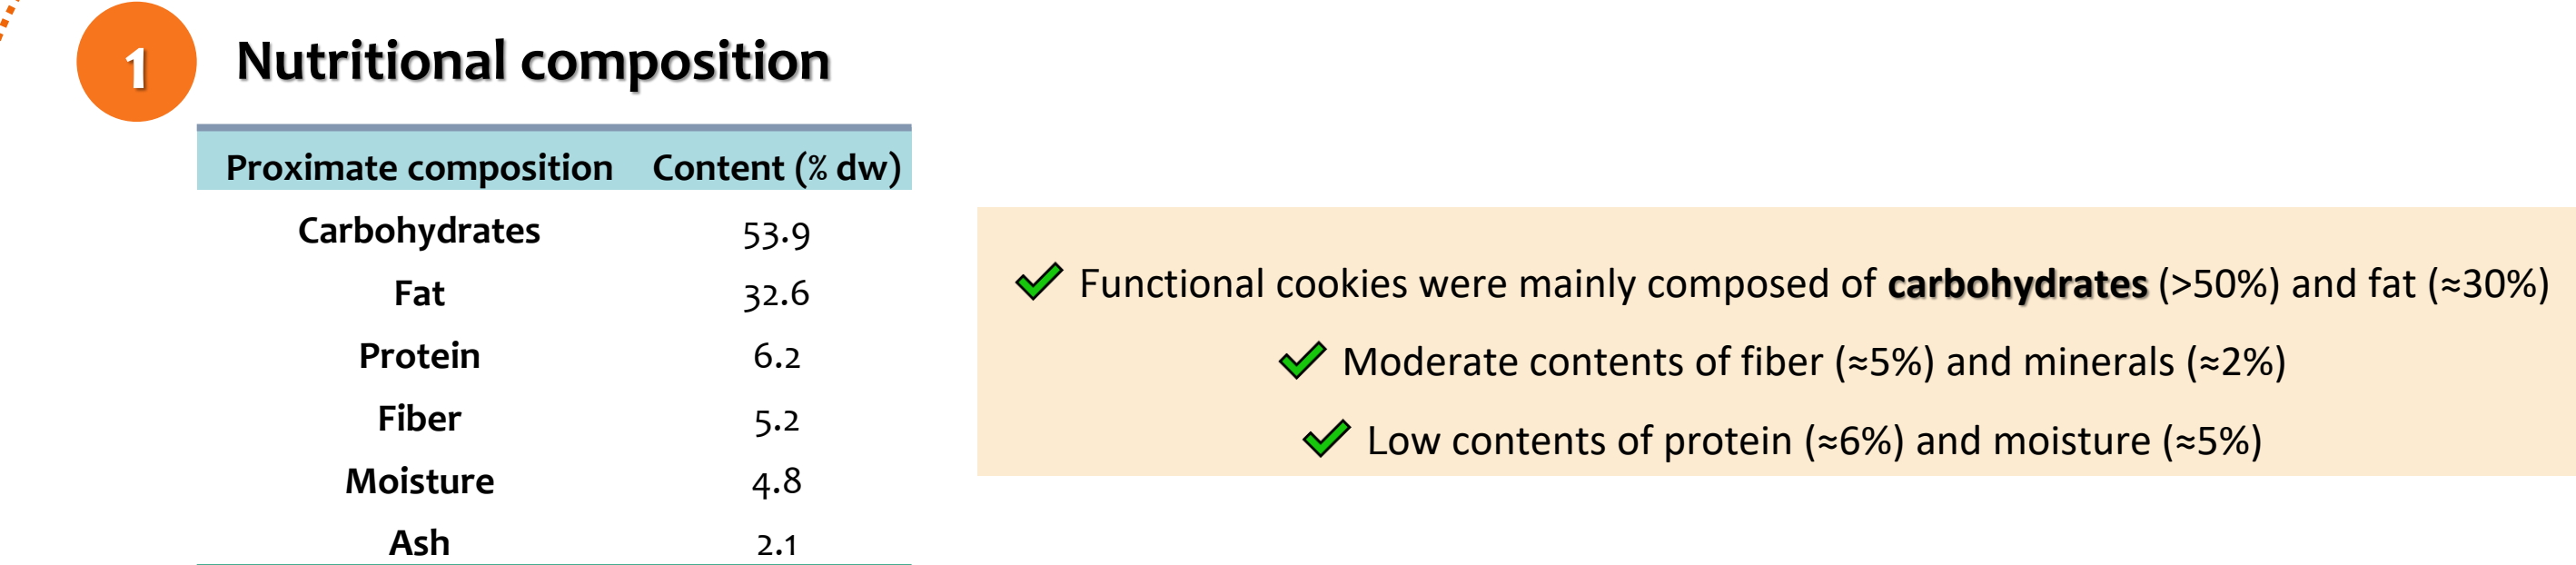 1
Nutritional composition
Proximate composition Content (% dw)
Carbohydrates 53.9
Fat 32.6
Protein 6.2
Fiber 5.2
Moisture 4.8
Ash 2.1
Functional cookies were mainly composed of carbohydrates (>50%) and fat (≈30%)
Moderate contents of fiber (≈5%) and minerals (≈2%)
Low contents of protein (≈6%) and moisture (≈5%)